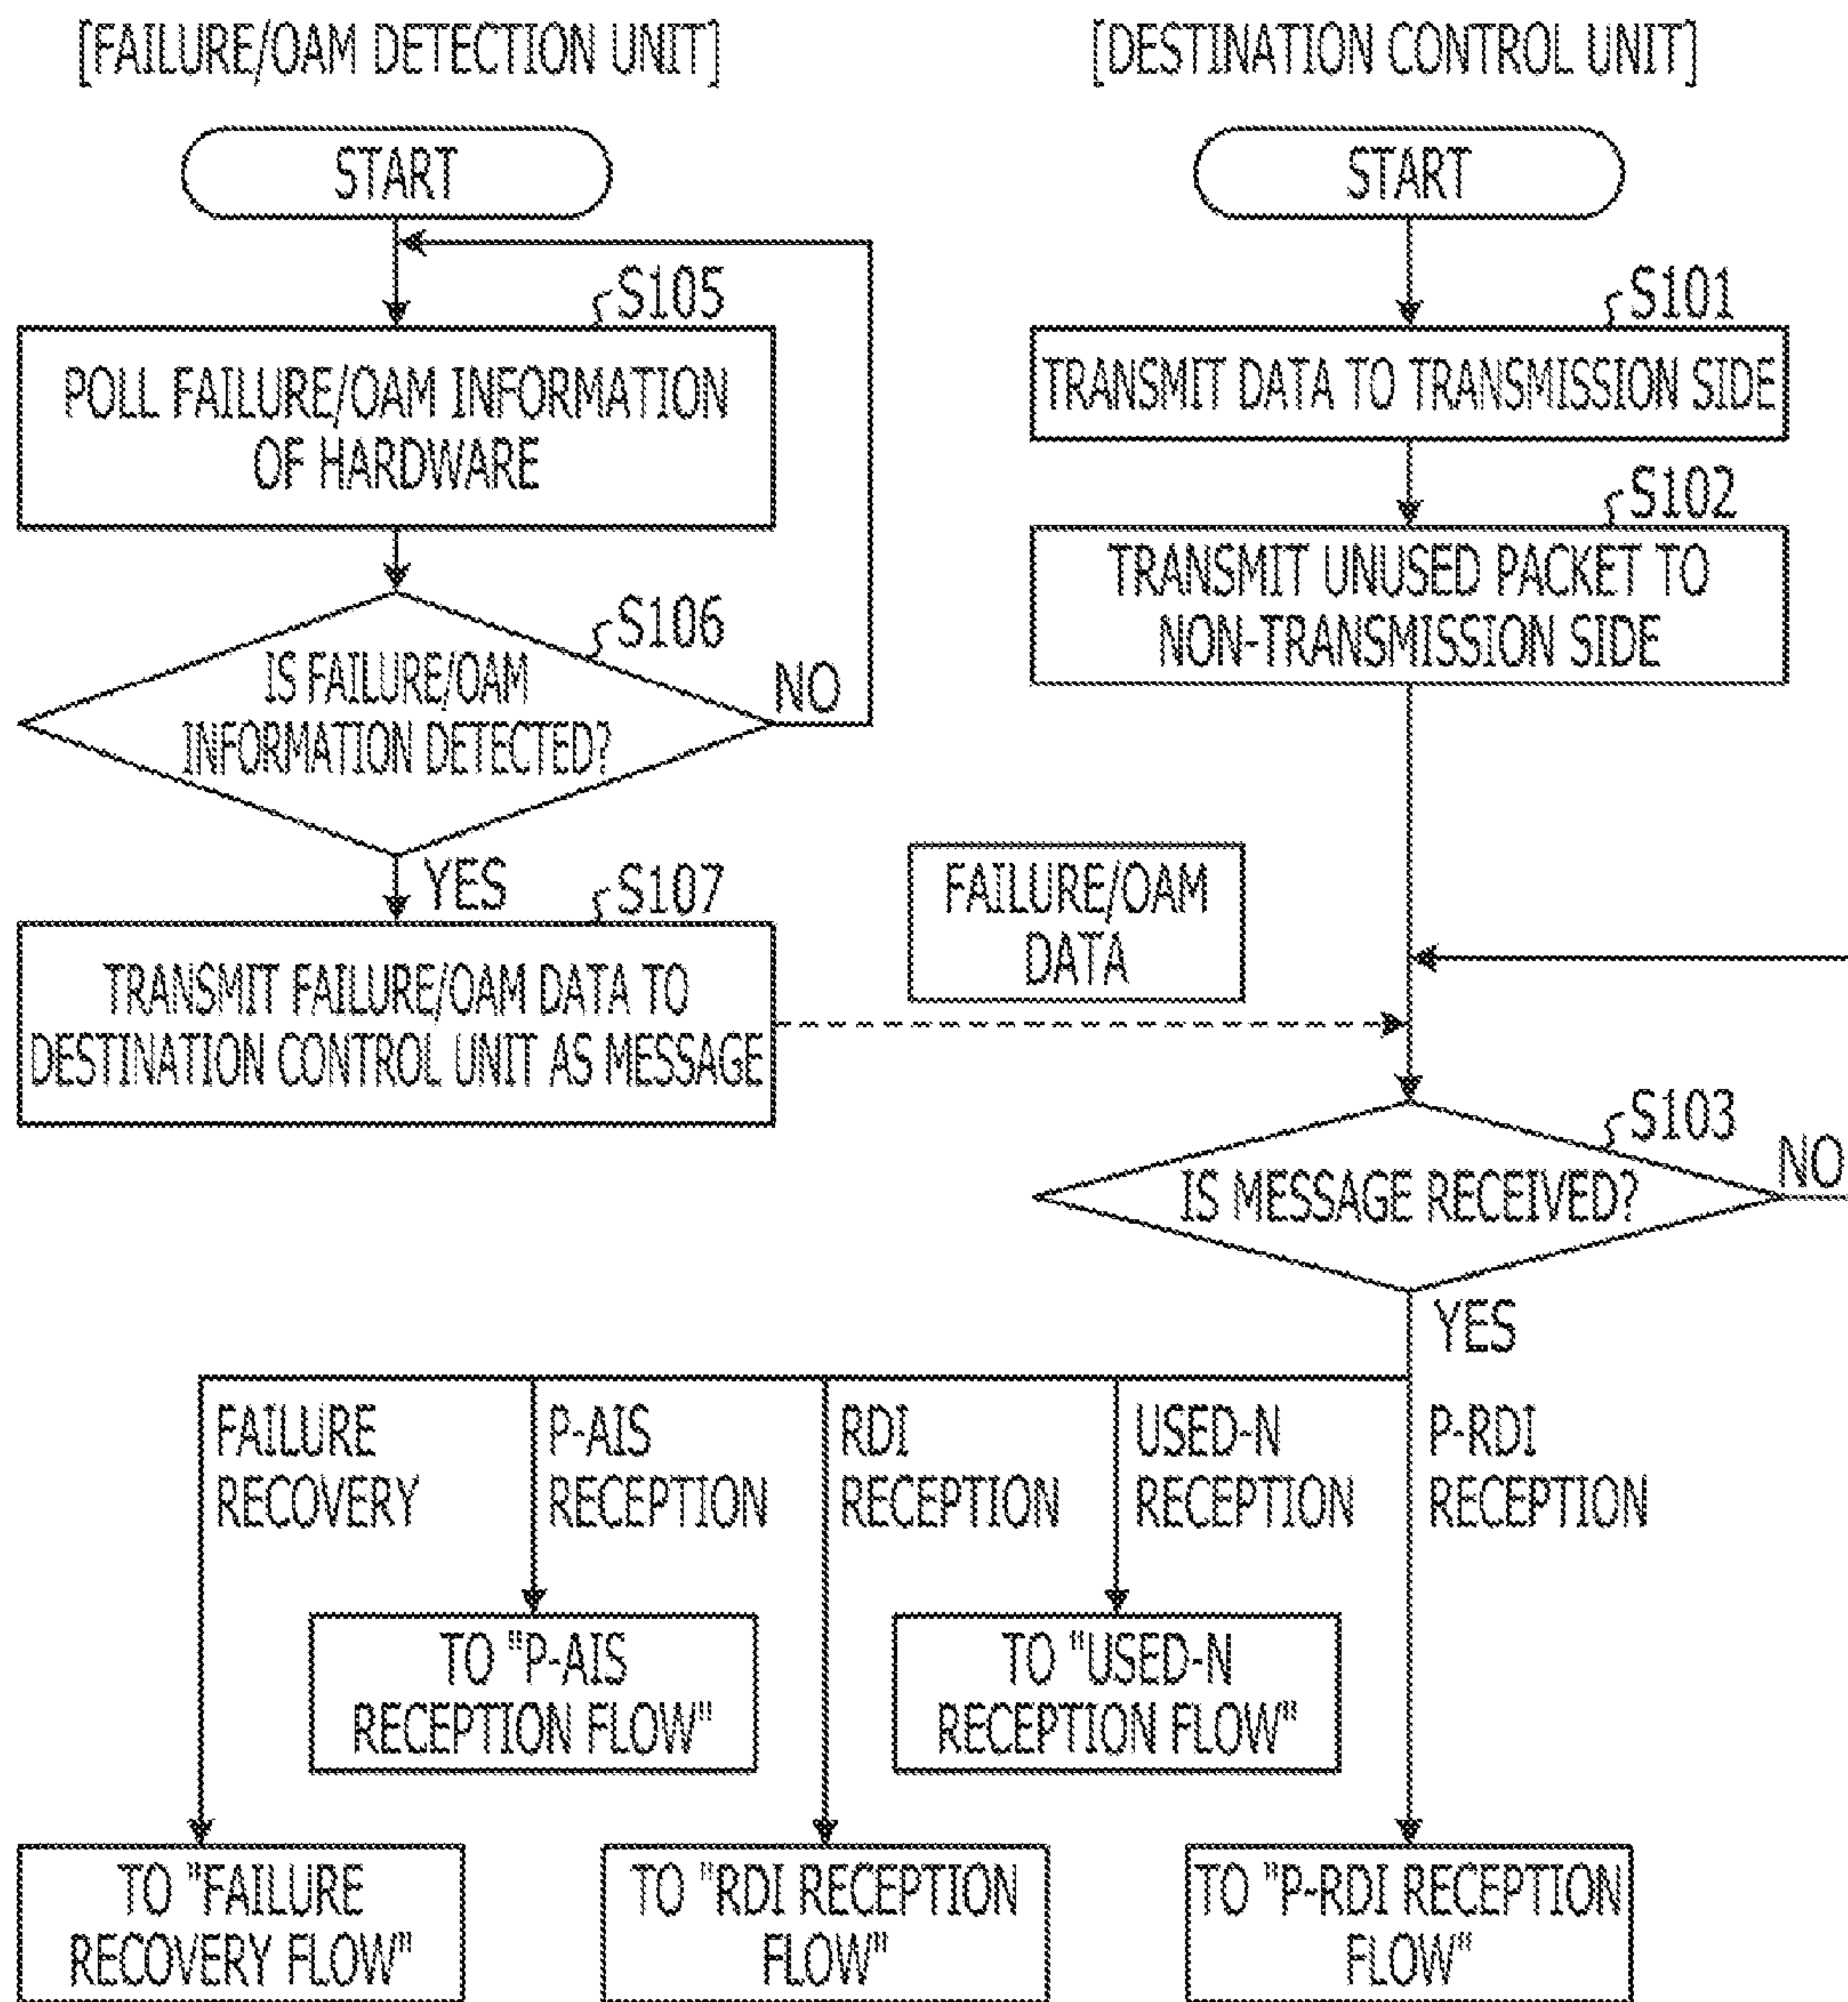 [FAILURE/OAM DETECTION UNIT]
START
S105
POLL FAILURE/OAM INFORMATION
OF HARDWARE
S106
IS FAILURE/OAM
INFORMATION DETECTED?
NO
YES
S107
TRANSMIT FAILURE/OAM DATA TO
DESTINATION CONTROL UNIT AS MESSAGE
FAILURE/OAM
DATA
[DESTINATION CONTROL UNIT]
START
S101
TRANSMIT DATA TO TRANSMISSION SIDE
S102
TRANSMIT UNUSED PACKET TO
NON-TRANSMISSION SIDE
S103
IS MESSAGE RECEIVED?
NO
YES
FAILURE
RECOVERY
P-AIS
RECEPTION
RDI
RECEPTION
USED-N
RECEPTION
P-RDI
RECEPTION
TO "P-AIS
RECEPTION FLOW"
TO "USED-N
RECEPTION FLOW"
TO "FAILURE
RECOVERY FLOW"
TO "RDI RECEPTION
FLOW"
TO "P-RDI RECEPTION
FLOW"